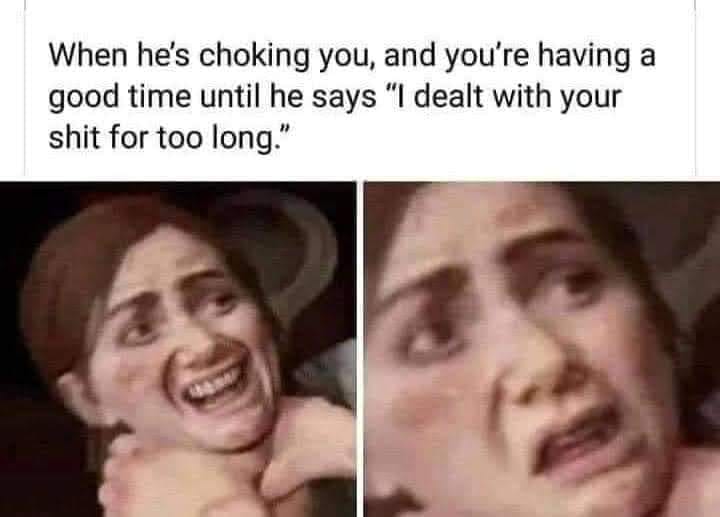 When he's choking you, and you're having a
good time until he says "I dealt with your
shit for too long."